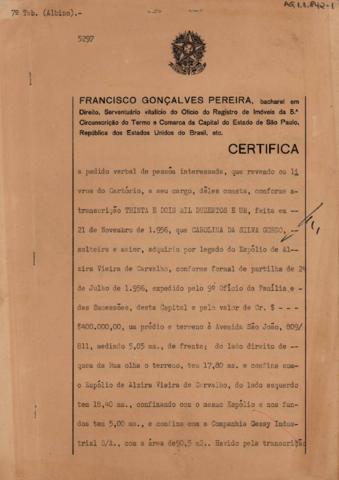 7º Tab. (Albino).-
AG.1.1.842-1
5297
FRANCISCO GONÇALVES PEREIRA, bacharel em
Direito, Serventuário vitalício do Ofício do Registro de Imóveis da 5.ª
Circunscrição do Termo e Comarca da Capital do Estado de São Paulo,
República dos Estados Unidos do Brasil, etc.
CERTIFICA
a pedido verbal de pessôa interessada, que revendo os li
vros do Cartório, a seu cargo, dêles consta, conforme a-
transcrição TRINTA E DOIS MIL DUZENTOS E UM, feita em --
21 de Novembro de 1.956, que CAROLINA DA SILVA GORDO, --
solteira e maior, adquiriu por legado do Espólio de Al-
zira Vieira de Carvalho, conforme formal de partilha de 24
de Julho de 1.956, expedido pelo 9º Ofício da Família e
das Sucessões, desta Capital e pelo valor de Cr. $ - -
$400.000,00, um prédio e terreno á Avenida São João, 809/
811, medindo 5,05 ms., de frente; do lado direito de -
quem da Rua olha o terreno, tem 17,80 ms. e confina com
o Espólio de Alzira Vieira de Carvalho, do lado esquerdo
tem 18,40 ms., confinando com o mesmo Espólio e nos fun-
dos tem 5,00 ms., e confina com a Companhia Gessy Indus-
trial S/A., com a área de 90,5 m2.. Havido pela transcrição